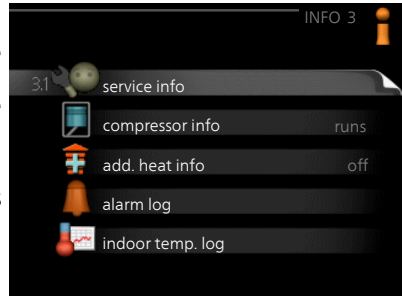 INFO 3
3.1 service info
compressor info runs
add. heat info off
alarm log
indoor temp. log